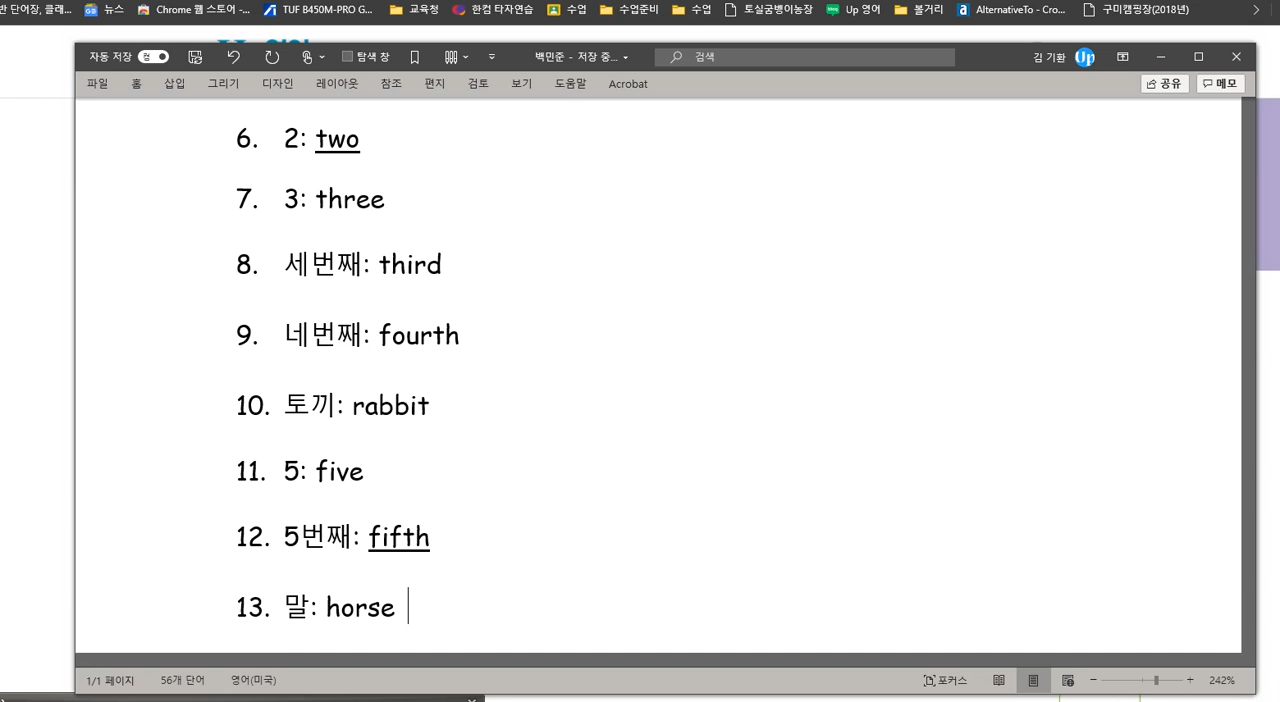 반 단어장, 클래... 뉴스 Chrome 웹 스토어 -... TUF B450M-PRO G... 교육청 한컴 타자연습 수업 수업준비 수업 토실굼벵이농장 Up 영어 볼거리 AlternativeTo - Cro... 구미캠핑장(2018년)
자동 저장 컴 탐색 창 백민준 - 저장 중... 검색 김 기환 Up
파일 홈 삽입 그리기 디자인 레이아웃 참조 편지 검토 보기 도움말 Acrobat 공유 메모
6. 2: two
7. 3: three
8. 세번째: third
9. 네번째: fourth
10. 토끼: rabbit
11. 5: five
12. 5번째: fifth
13. 말: horse
1/1 페이지 56개 단어 영어(미국) 포커스 242%